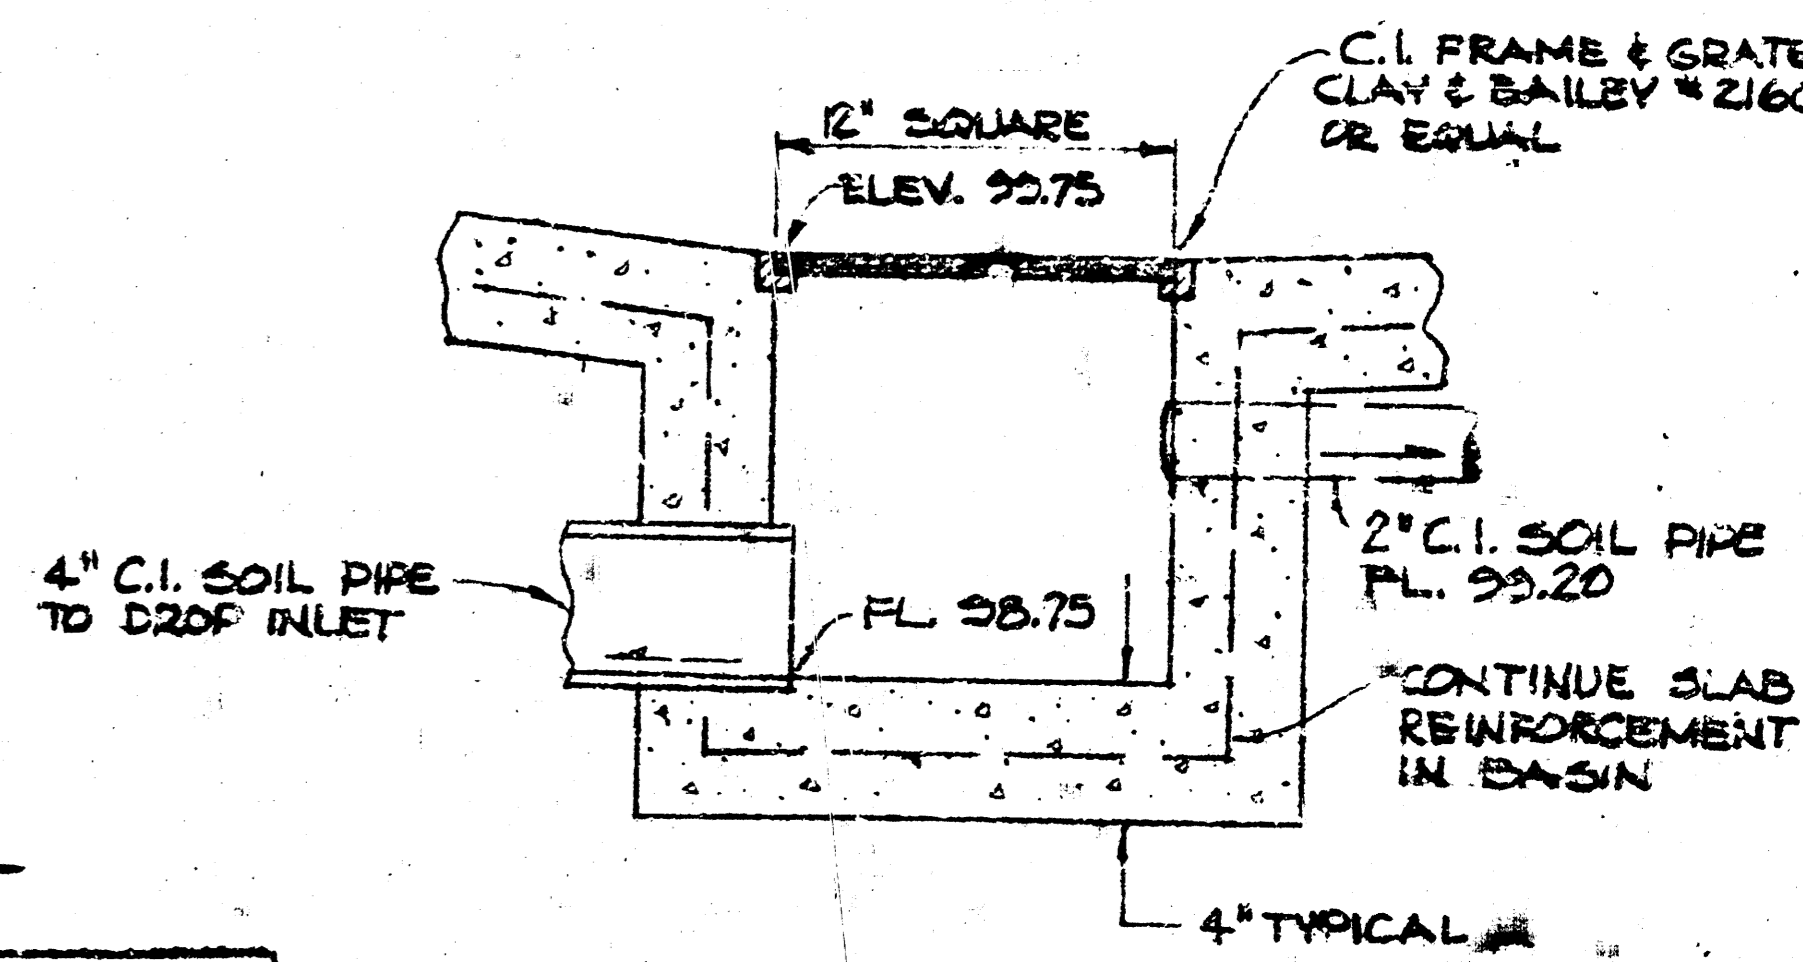 C.I. FRAME & GRATE
CLAY & BAILEY #
OR EQUAL
12" SQUARE
ELEV. 99.75
4" C.I. SOIL PIPE
TO DROP INLET
FL. 98.75
2" C.I. SOIL PIPE
FL. 99.20
CONTINUE SLAB
REINFORCEMENT
IN BASIN
4" TYPICAL